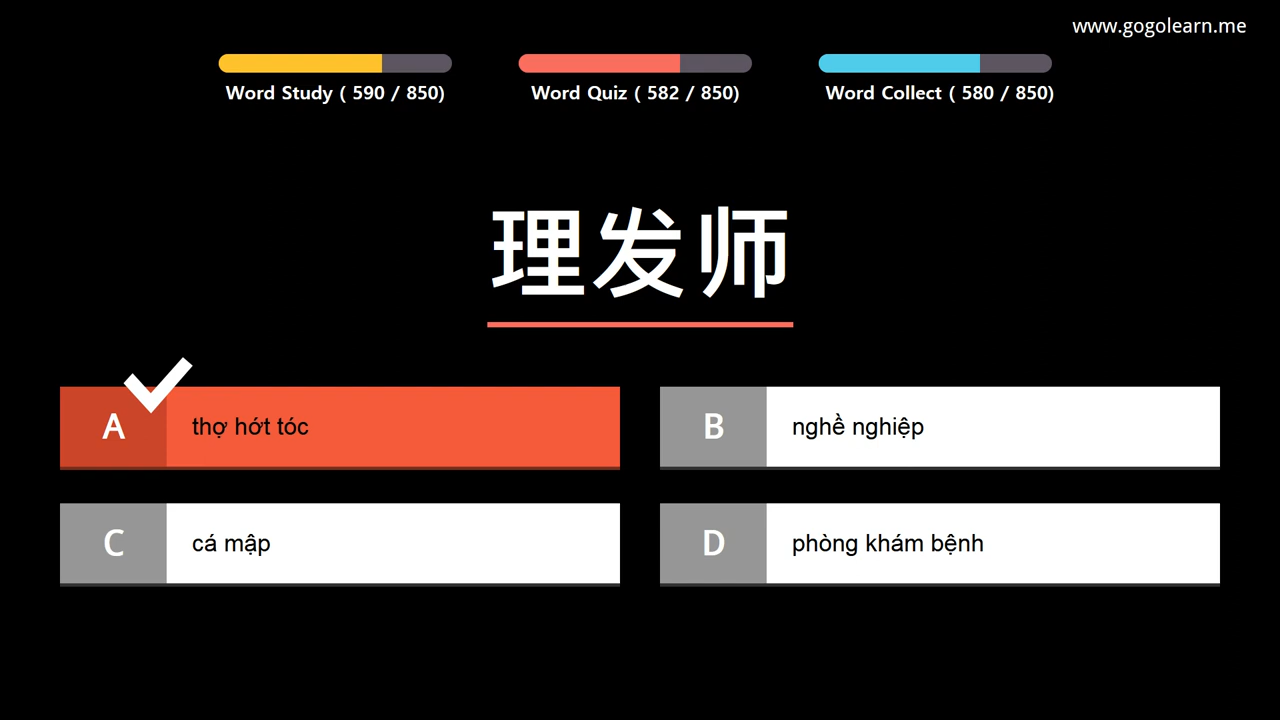 www.gogolearn.me
Word Study ( 590 / 850)
Word Quiz ( 582 / 850)
Word Collect ( 580 / 850)
理发师
A
thợ hớt tóc
B
nghề nghiệp
C
cá mập
D
phòng khám bệnh